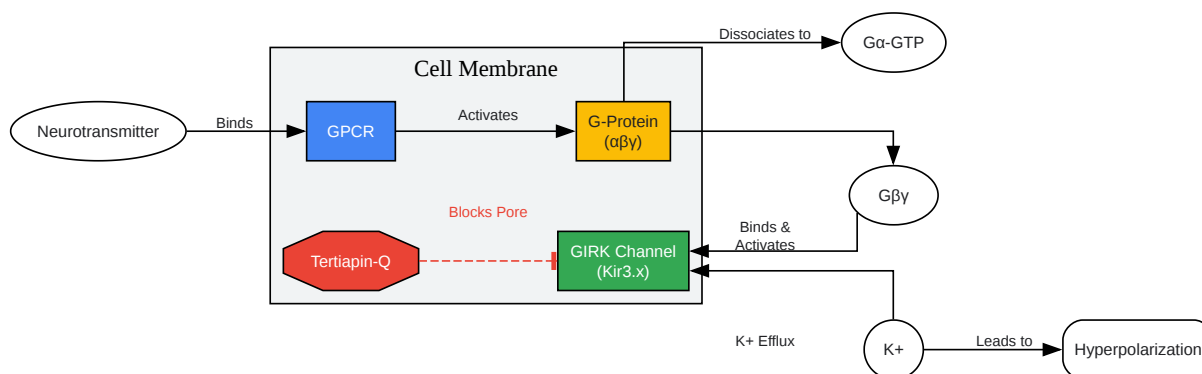 Dissociates to
Gα-GTP
Cell Membrane
Neurotransmitter
Binds
GPCR
Activates
G-Protein
(αβγ)
Gβγ
Blocks Pore
Binds &
Activates
Tertiapin-Q
GIRK Channel
(Kir3.x)
K+ Efflux
K+
Leads to
Hyperpolarization